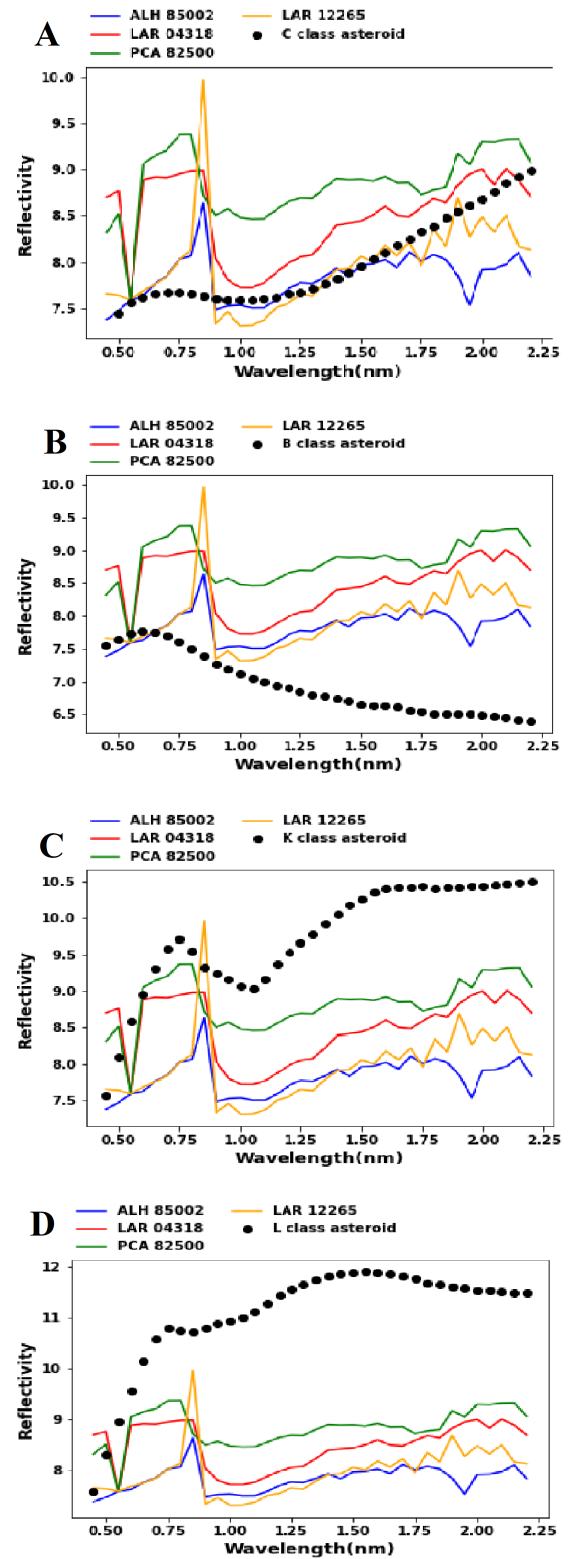 A
ALH 85002 LAR 12265
LAR 04318 C class asteroid
PCA 82500
10.0
9.5
9.0
8.5
8.0
7.5
Reflectivity
0.50 0.75 1.00 1.25 1.50 1.75 2.00 2.25
Wavelength(nm)
B
ALH 85002 LAR 12265
LAR 04318 B class asteroid
PCA 82500
10.0
9.5
9.0
8.5
8.0
7.5
7.0
6.5
Reflectivity
0.50 0.75 1.00 1.25 1.50 1.75 2.00 2.25
Wavelength(nm)
C
ALH 85002 LAR 12265
LAR 04318 K class asteroid
PCA 82500
10.5
10.0
9.5
9.0
8.5
8.0
7.5
Reflectivity
0.50 0.75 1.00 1.25 1.50 1.75 2.00 2.25
Wavelength(nm)
D
ALH 85002 LAR 12265
LAR 04318 L class asteroid
PCA 82500
12
11
10
9
8
Reflectivity
0.50 0.75 1.00 1.25 1.50 1.75 2.00 2.25
Wavelength(nm)